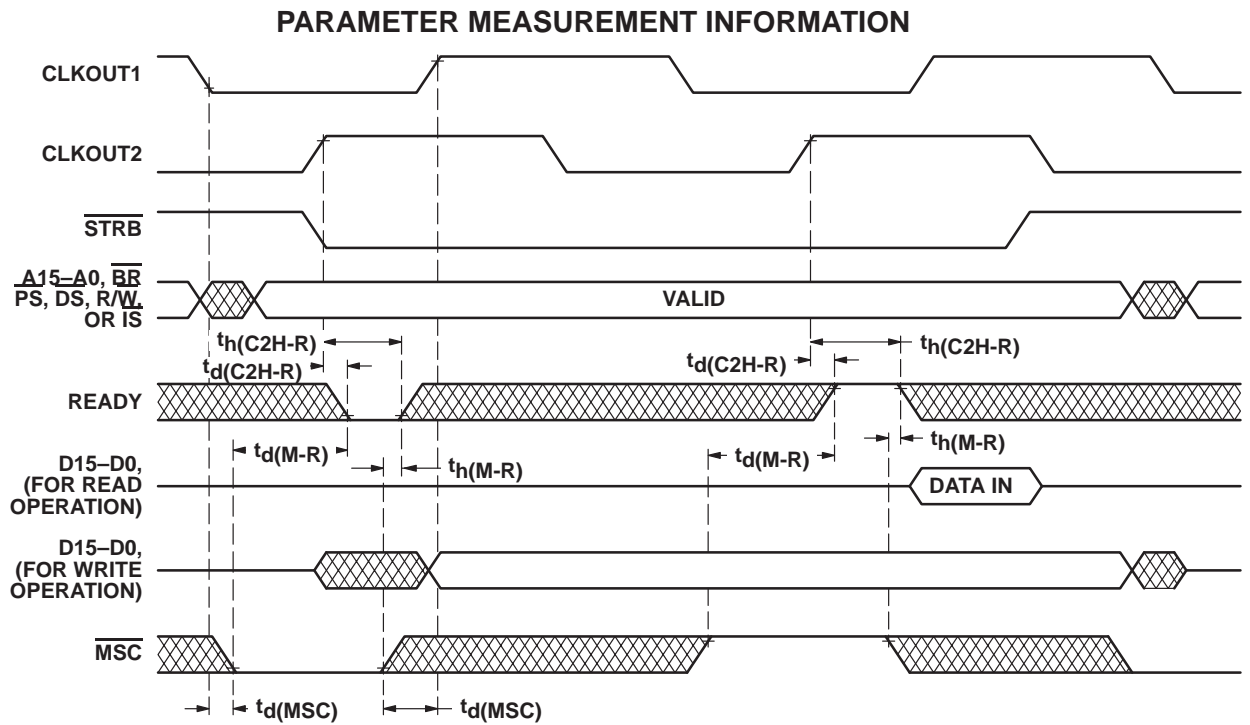 PARAMETER MEASUREMENT INFORMATION
CLKOUT1
CLKOUT2
STRB
A15–A0, BR
PS, DS, R/W,
OR IS
VALID
th(C2H-R)
td(C2H-R)
th(C2H-R)
td(C2H-R)
READY
td(M-R)
th(M-R)
td(M-R)
th(M-R)
D15–D0,
(FOR READ
OPERATION)
DATA IN
D15–D0,
(FOR WRITE
OPERATION)
MSC
td(MSC)
td(MSC)